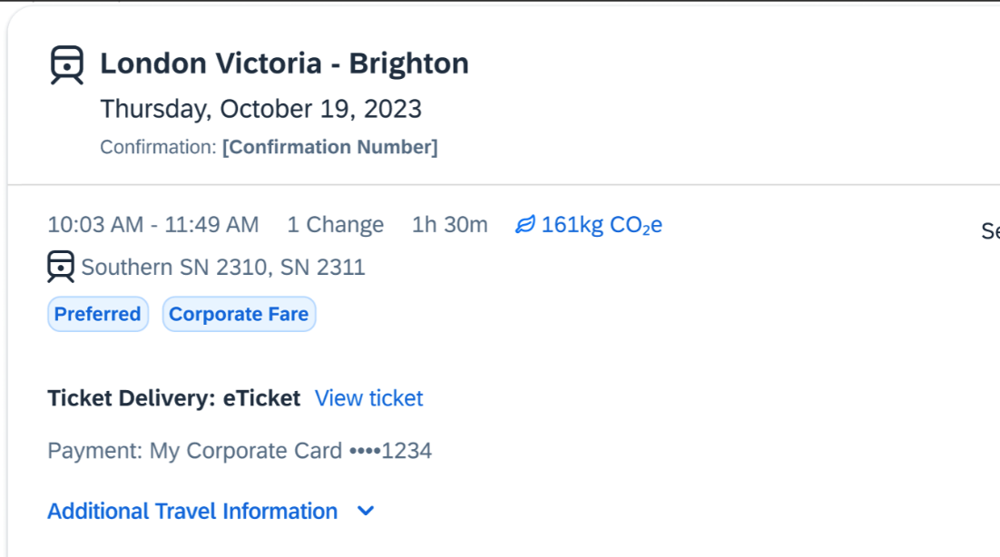 London Victoria - Brighton
Thursday, October 19, 2023
Confirmation: [Confirmation Number]
10:03 AM - 11:49 AM 1 Change 1h 30m 161kg CO₂e
Southern SN 2310, SN 2311
Preferred Corporate Fare
Ticket Delivery: eTicket View ticket
Payment: My Corporate Card ••••1234
Additional Travel Information